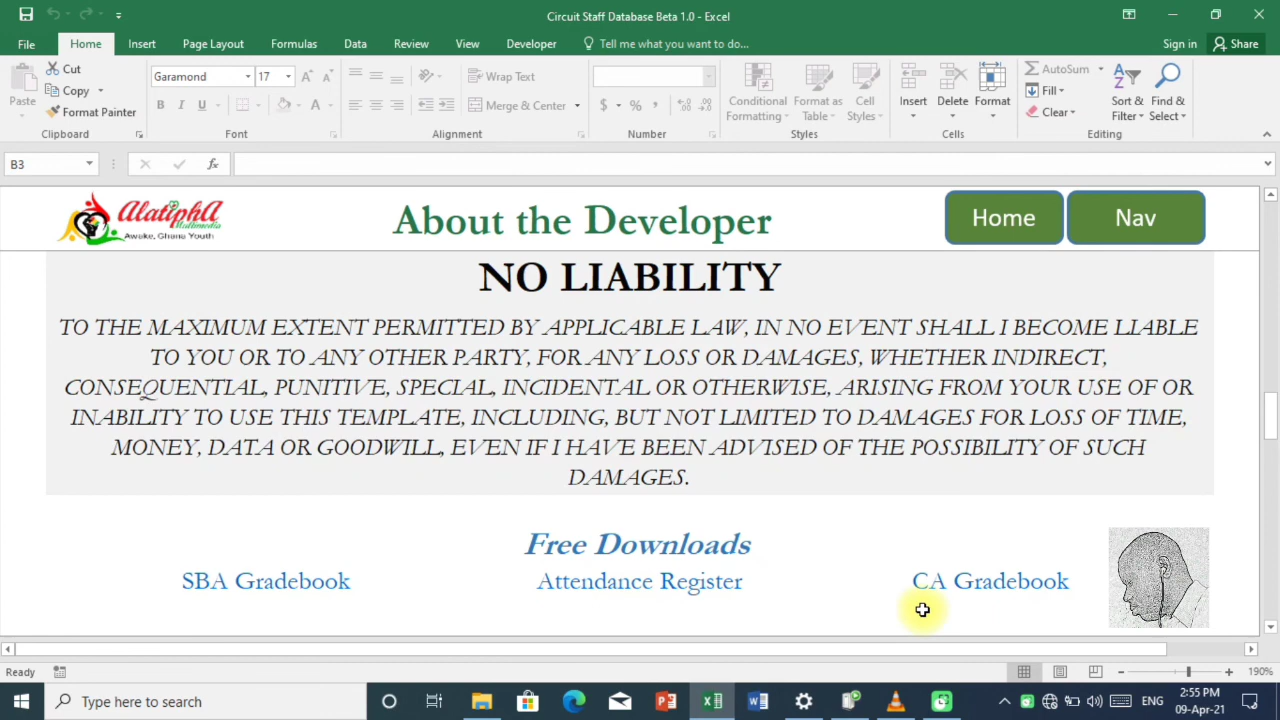 Circuit Staff Database Beta 1.0 - Excel
File Home Insert Page Layout Formulas Data Review View Developer Tell me what you want to do... Sign in Share
Paste
Cut
Copy
Format Painter
Clipboard
Garamond 17
B I U
Font
Wrap Text
Merge & Center
Alignment
$ % ,
Number
Conditional Formatting
Format as Table
Cell Styles
Styles
Insert Delete Format
Cells
AutoSum
Fill
Clear
Sort & Filter
Find & Select
Editing
B3
fx
AlatiphA
Multimedia
Awake, Ghana Youth
About the Developer
Home Nav
NO LIABILITY
TO THE MAXIMUM EXTENT PERMITTED BY APPLICABLE LAW, IN NO EVENT SHALL I BECOME LIABLE
TO YOU OR TO ANY OTHER PARTY, FOR ANY LOSS OR DAMAGES, WHETHER INDIRECT,
CONSEQUENTIAL, PUNITIVE, SPECIAL, INCIDENTAL OR OTHERWISE, ARISING FROM YOUR USE OF OR
INABILITY TO USE THIS TEMPLATE, INCLUDING, BUT NOT LIMITED TO DAMAGES FOR LOSS OF TIME,
MONEY, DATA OR GOODWILL, EVEN IF I HAVE BEEN ADVISED OF THE POSSIBILITY OF SUCH
DAMAGES.
Free Downloads
SBA Gradebook Attendance Register CA Gradebook
Ready 190%
Type here to search
ENG
2:55 PM
09-Apr-21